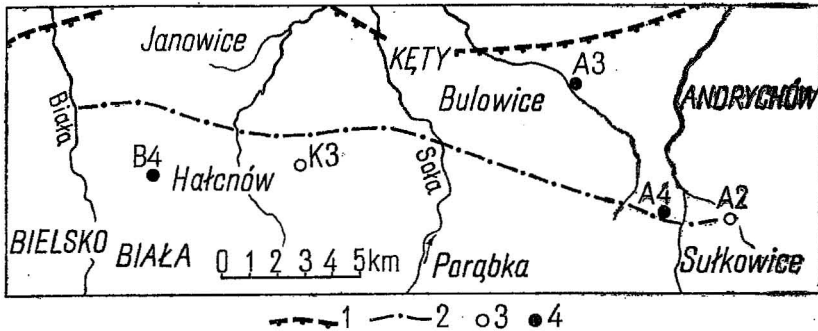 Janowice
KĘTY
A3
Bulowice
ANDRYCHÓW
Biała
B4
Hałcnów
K3
Soła
A4
A2
BIELSKO BIAŁA
0 1 2 3 4 5km
Porąbka
Sułkowice
1 2 3 4